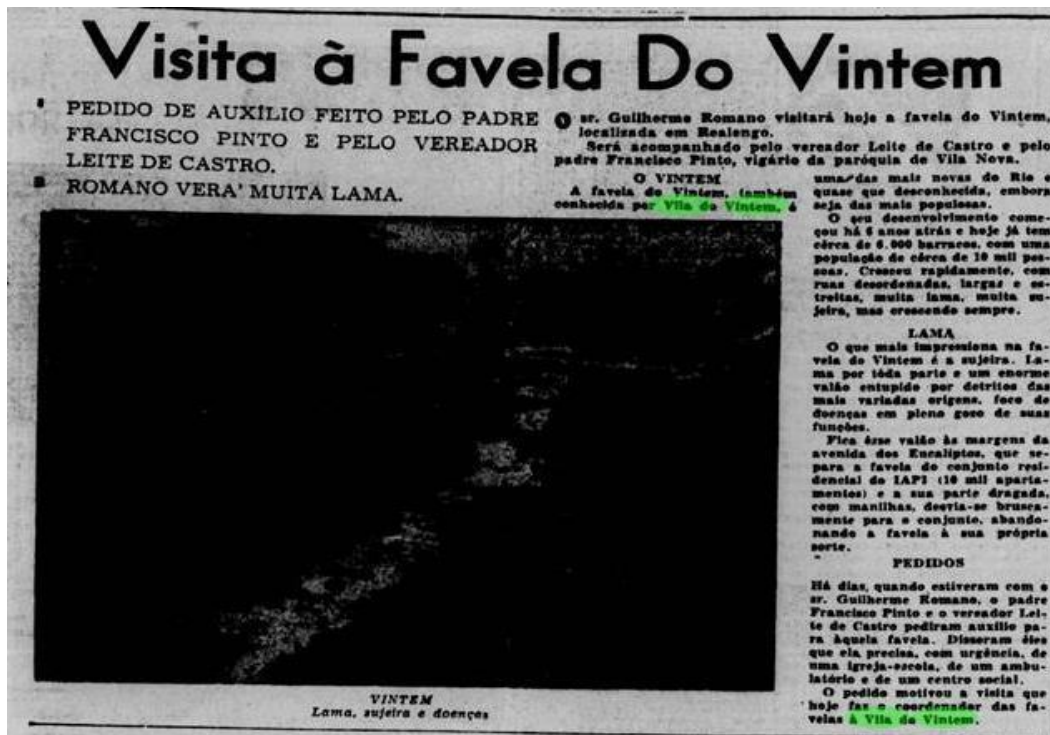 Visita à Favela Do Vintem
PEDIDO DE AUXÍLIO FEITO PELO PADRE
FRANCISCO PINTO E PELO VEREADOR
LEITE DE CASTRO.
ROMANO VERA' MUITA LAMA.
O sr. Guilherme Romano visitará hoje a favela do Vintem,
localizada em Realengo.
Será acompanhado pelo vereador Leite de Castro e pelo
padre Francisco Pinto, vigário da paróquia de Vila Nova.
O VINTEM
A favela do Vintem, também
conhecida por Vila do Vintem, é
uma das mais novas do Rio e
quase que desconhecida, embora
seja das mais populosas.
O seu desenvolvimento come-
çou há 6 anos atrás e hoje já tem
cêrca de 6.000 barracos, com uma
população de cêrca de 10 mil pes-
soas. Cresceu rapidamente, com
ruas desordenadas, largas e es-
treitas, muita lama, muita su-
jeira, mas crescendo sempre.
LAMA
O que mais impressiona na fa-
vela do Vintem é a sujeira. La-
ma por tôda parte e um enorme
valão entupido por detritos das
mais variadas origens, foco de
doenças em pleno gozo de suas
funções.
Fica êsse valão às margens da
avenida dos Eucaliptos, que se-
para a favela do conjunto resi-
dencial do IAPI (10 mil aparta-
mentos) e a sua parte dragada,
com manilhas, desvia-se brusca-
mente para o conjunto, abando-
nando a favela à sua própria
sorte.
PEDIDOS
Há dias, quando estiveram com o
sr. Guilherme Romano, o padre
Francisco Pinto e o vereador Lei-
te de Castro pediram auxílio pa-
ra àquela favela. Disseram êles
que ela precisa, com urgência, de
uma igreja-escola, de um ambu-
latório e de um centro social.
O pedido motivou a visita que
hoje faz o coordenador das fa-
velas à Vila do Vintem.
VINTEM
Lama, sujeira e doenças